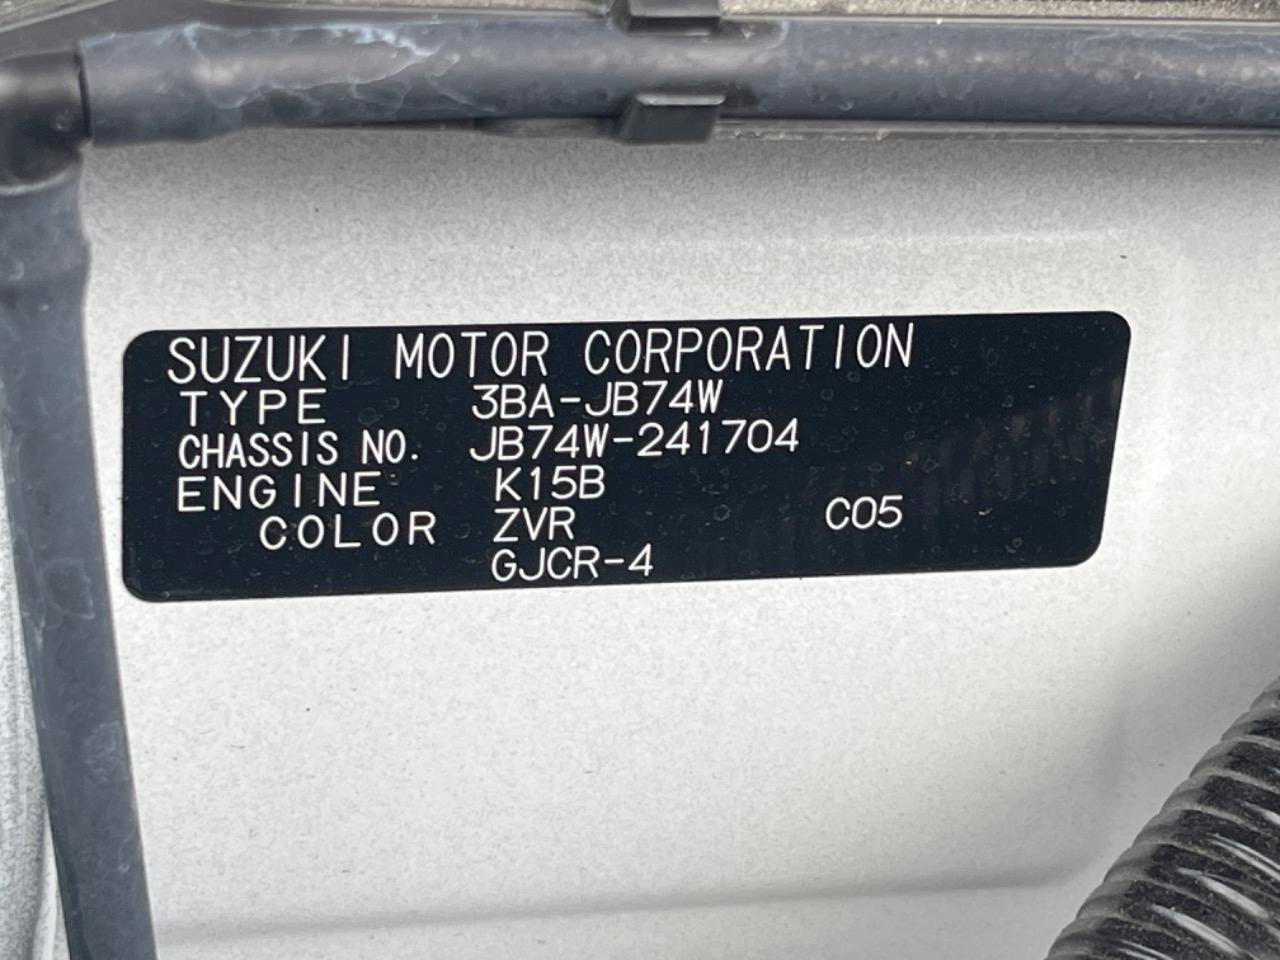 SUZUKI MOTOR CORPORATION
TYPE 3BA-JB74W
CHASSIS NO. JB74W-241704
ENGINE K15B
COLOR ZVR C05
GJCR-4